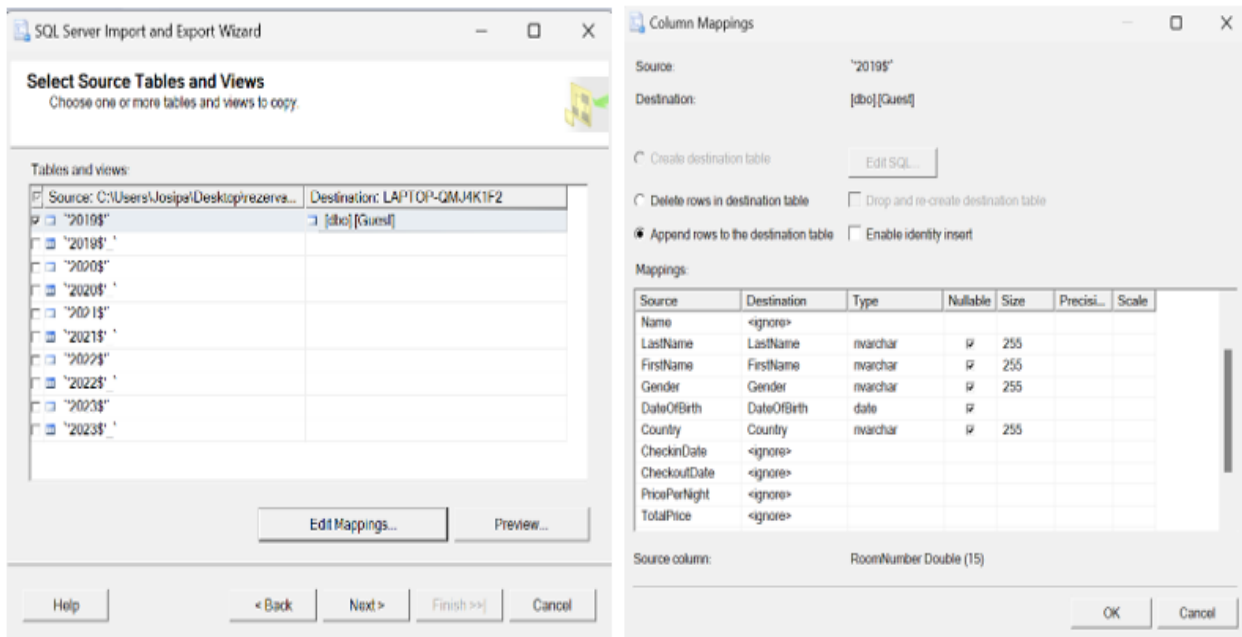 SQL Server Import and Export Wizard
Select Source Tables and Views
Choose one or more tables and views to copy.
Tables and views:
Source: C:\Users\Josipa\Desktop\rezerva... Destination: LAPTOP-QMJ4K1F2
`'2019$'` [dbo].[Guest]
`'2019$'_`
`'2020$'`
`'2020$'_`
`'2021$'`
`'2021$'_`
`'2022$'`
`'2022$'_`
`'2023$'`
`'2023$'_`
Edit Mappings... Preview...
Help < Back Next > Finish >>| Cancel
Column Mappings
Source: `'2019$'`
Destination: [dbo].[Guest]
Create destination table Edit SQL...
Delete rows in destination table Drop and re-create destination table
Append rows to the destination table Enable identity insert
Mappings:
Source Destination Type Nullable Size Precisi... Scale
Name <ignore>
LastName LastName nvarchar 255
FirstName FirstName nvarchar 255
Gender Gender nvarchar 255
DateOfBirth DateOfBirth date
Country Country nvarchar 255
CheckinDate <ignore>
CheckoutDate <ignore>
PricePerNight <ignore>
TotalPrice <ignore>
Source column: RoomNumber Double (15)
OK Cancel